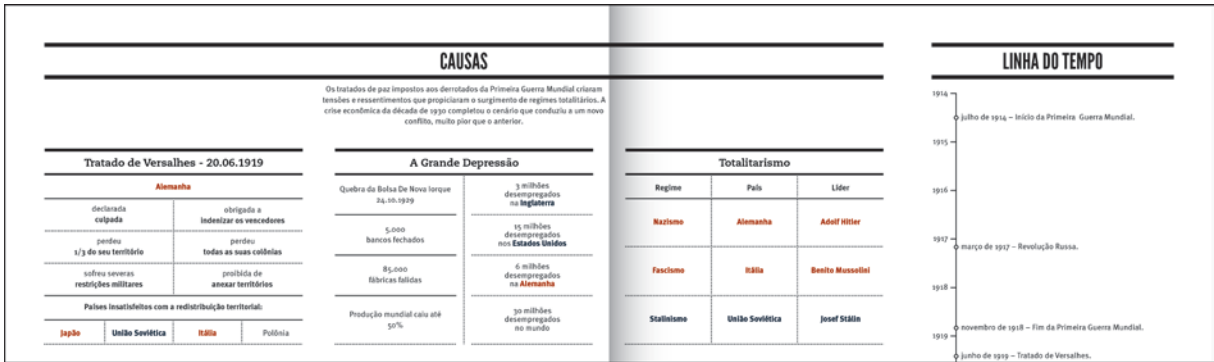 CAUSAS
Os tratados de paz impostos aos derrotados da Primeira Guerra Mundial criaram
tensões e ressentimentos que propiciaram o surgimento de regimes totalitários. A
crise econômica da década de 1930 completou o cenário que conduziu a um novo
conflito, muito pior que o anterior.
Tratado de Versalhes - 20.06.1919
Alemanha
declarada
culpada
obrigada a
indenizar os vencedores
perdeu
1/3 do seu território
perdeu
todas as suas colônias
sofreu severas
restrições militares
proibida de
anexar territórios
Países insatisfeitos com a redistribuição territorial:
Japão
União Soviética
Itália
Polônia
A Grande Depressão
Quebra da Bolsa De Nova Iorque
24.10.1929
5.000
bancos fechados
85.000
fábricas falidas
Produção mundial caiu até
50%
3 milhões
desempregados
na Inglaterra
15 milhões
desempregados
nos Estados Unidos
6 milhões
desempregados
na Alemanha
30 milhões
desempregados
no mundo
Totalitarismo
Regime País Líder
Nazismo Alemanha Adolf Hitler
Fascismo Itália Benito Mussolini
Stalinismo União Soviética Josef Stálin
LINHA DO TEMPO
1914
julho de 1914 – Início da Primeira Guerra Mundial.
1915
1916
1917
março de 1917 – Revolução Russa.
1918
novembro de 1918 – Fim da Primeira Guerra Mundial.
1919
junho de 1919 – Tratado de Versalhes.